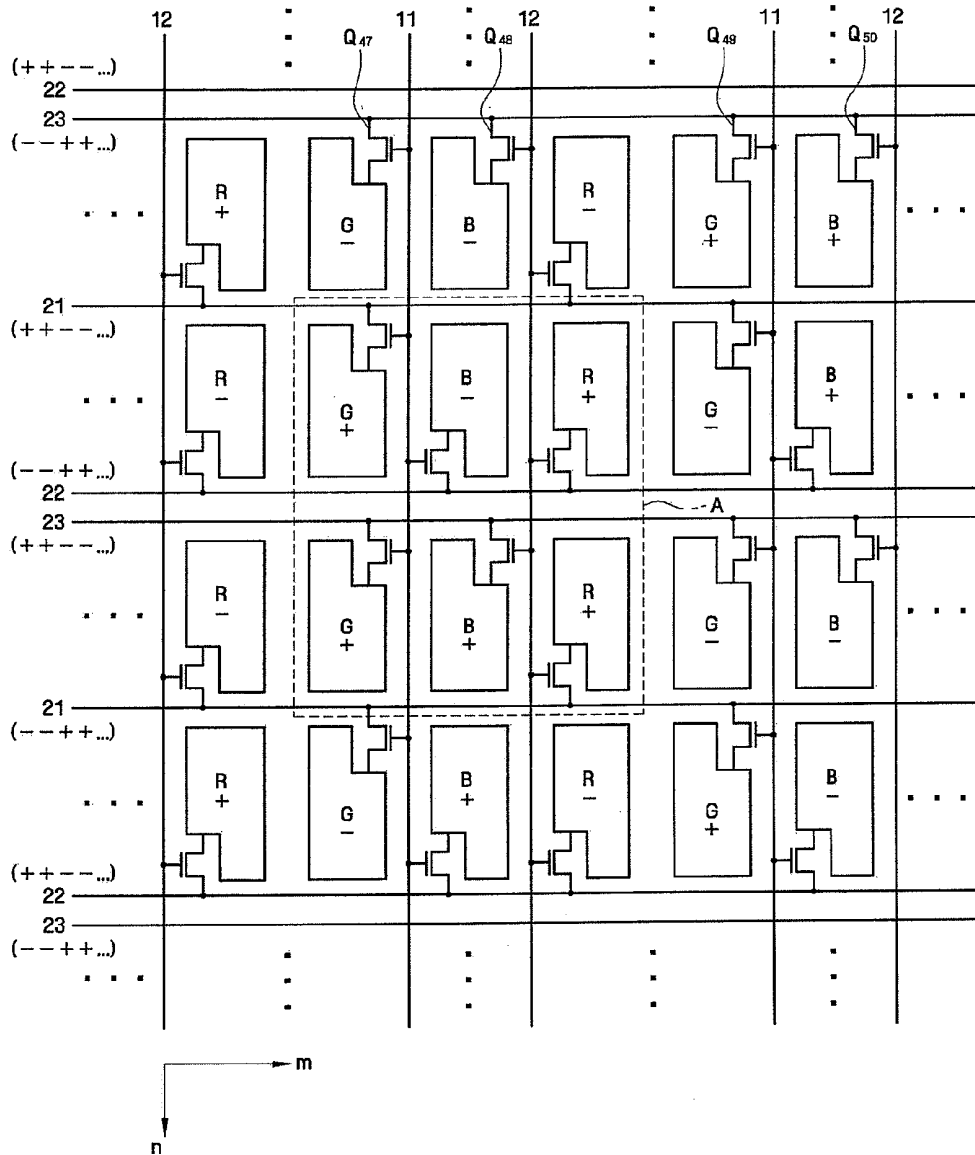 12 11 12 11 12
Q47 Q48 Q49 Q50
(++--...)
22
23
(--++...)
R + G - B - R - G + B +
21
(++--...)
R - G + B - R + G - B +
(--++...)
22
A
23
(++--...)
R - G + B + R + G - B -
21
(--++...)
R + G - B + R - G + B -
(++--...)
22
23
(--++...)
m
n